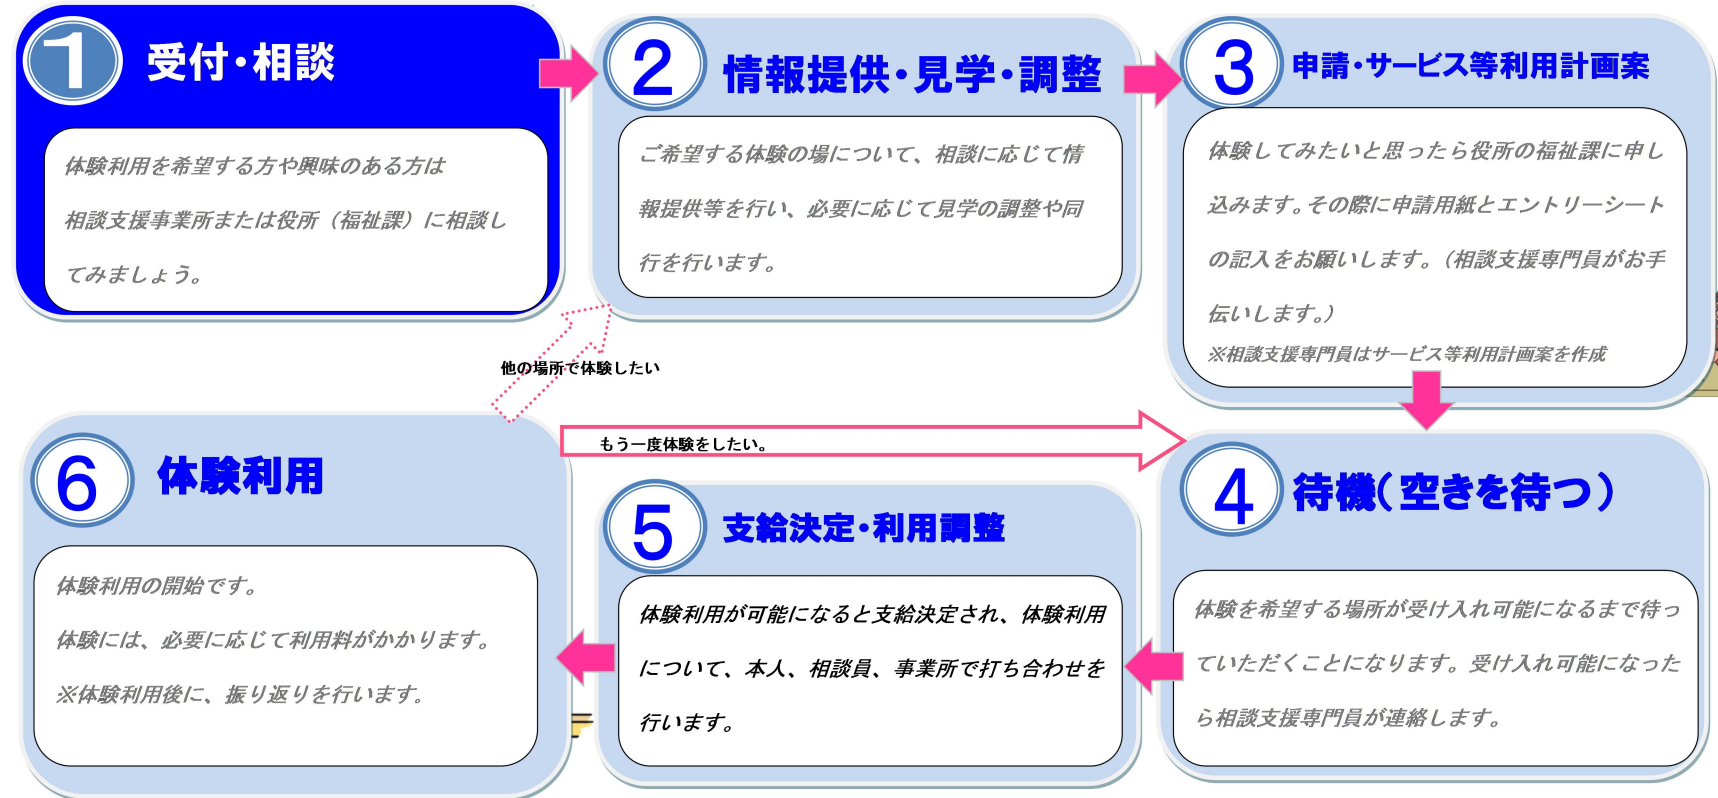 1 受付・相談
体験利用を希望する方や興味のある方は
相談支援事業所または役所（福祉課）に相談し
てみましょう。
2 情報提供・見学・調整
ご希望する体験の場について、相談に応じて情
報提供等を行い、必要に応じて見学の調整や同
行を行います。
3 申請・サービス等利用計画案
体験してみたいと思ったら役所の福祉課に申し
込みます。その際に申請用紙とエントリーシート
の記入をお願いします。（相談支援専門員がお手
伝いします。）
※相談支援専門員はサービス等利用計画案を作成
他の場所で体験したい
もう一度体験をしたい。
4 待機（空きを待つ）
体験を希望する場所が受け入れ可能になるまで待っ
ていただくことになります。受け入れ可能になった
ら相談支援専門員が連絡します。
5 支給決定・利用調整
体験利用が可能になると支給決定され、体験利用
について、本人、相談員、事業所で打ち合わせを
行います。
6 体験利用
体験利用の開始です。
体験には、必要に応じて利用料がかかります。
※体験利用後に、振り返りを行います。